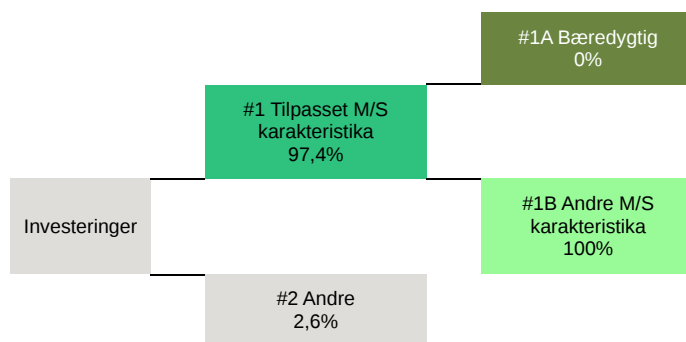 #1A Bæredygtig
0%
#1 Tilpasset M/S
karakteristika
97,4%
Investeringer
#1B Andre M/S
karakteristika
100%
#2 Andre
2,6%